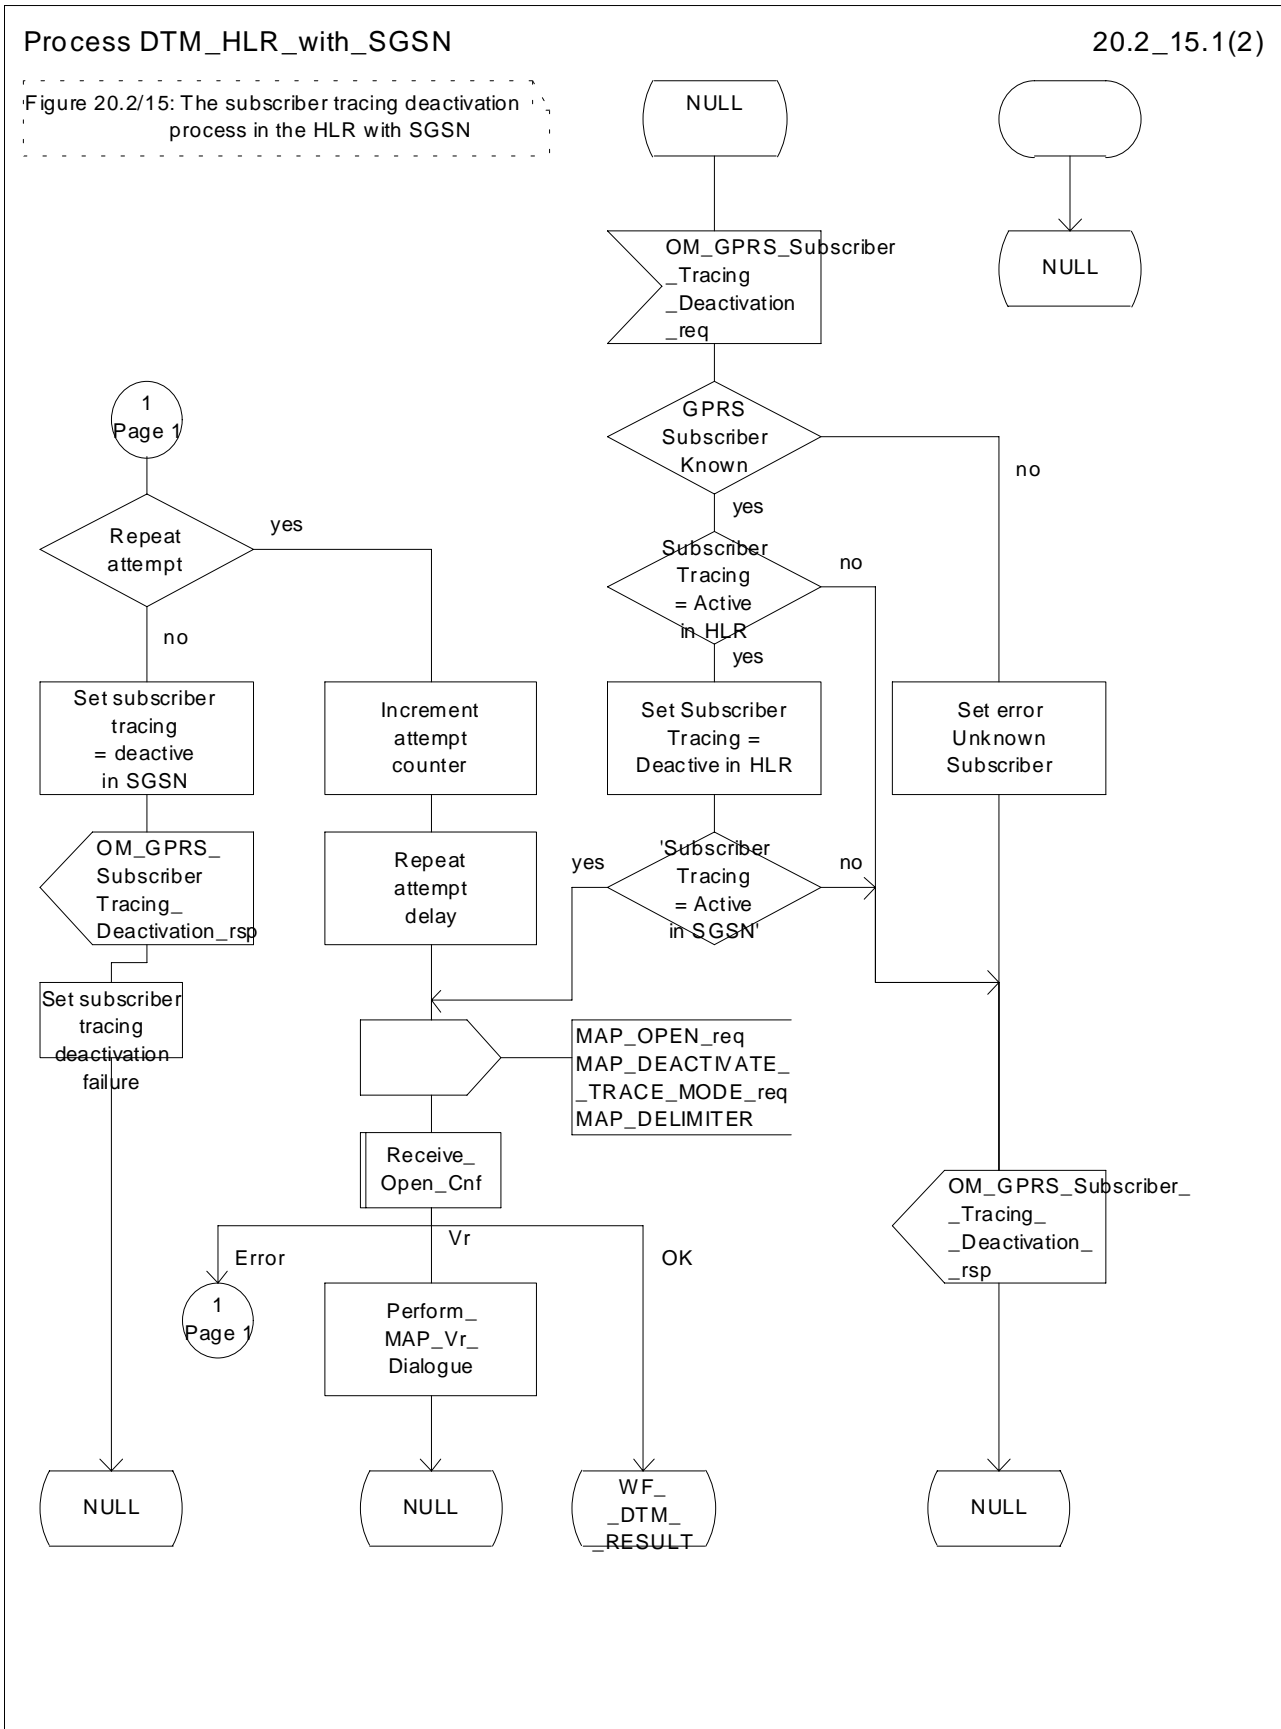 Process DTM_HLR_with_SGSN
20.2_15.1(2)
Figure 20.2/15: The subscriber tracing deactivation
process in the HLR with SGSN
NULL
NULL
OM_GPRS_Subscriber
_Tracing
_Deactivation
_req
1
Page 1
GPRS
Subscriber
Known
no
yes
Repeat
attempt
yes
no
Subscriber
Tracing
= Active
in HLR
no
yes
Set subscriber
tracing
= deactive
in SGSN
Increment
attempt
counter
Set Subscriber
Tracing =
Deactive in HLR
Set error
Unknown
Subscriber
OM_GPRS_
Subscriber
Tracing_
Deactivation_rsp
Repeat
attempt
delay
yes
'Subscriber
Tracing
= Active
in SGSN'
no
Set subscriber
tracing
deactivation
failure
MAP_OPEN_req
MAP_DEACTIVATE_
_TRACE_MODE_req
MAP_DELIMITER
Receive_
Open_Cnf
OM_GPRS_Subscriber_
_Tracing_
_Deactivation_
_rsp
Error
Vr
OK
1
Page 1
Perform_
MAP_Vr_
Dialogue
NULL
NULL
WF_
_DTM_
_RESULT
NULL